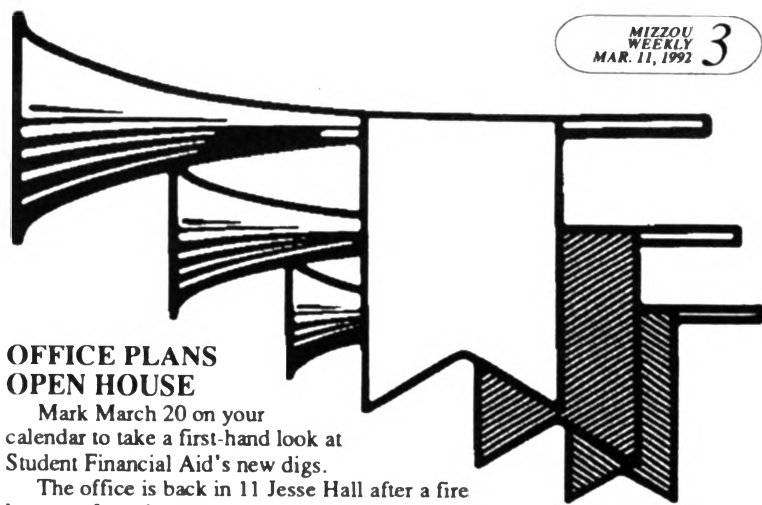 MIZZOU
WEEKLY
MAR. 11, 1992
3
OFFICE PLANS
OPEN HOUSE
Mark March 20 on your
calendar to take a first-hand look at
Student Financial Aid's new digs.
The office is back in 11 Jesse Hall after a fire